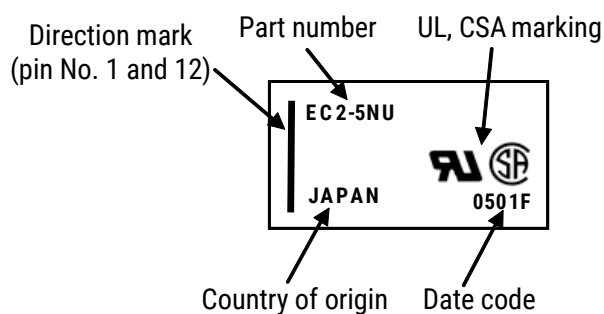 Direction mark
(pin No. 1 and 12)
Part number
UL, CSA marking
EC2-5NU
JAPAN
0501F
Country of origin
Date code